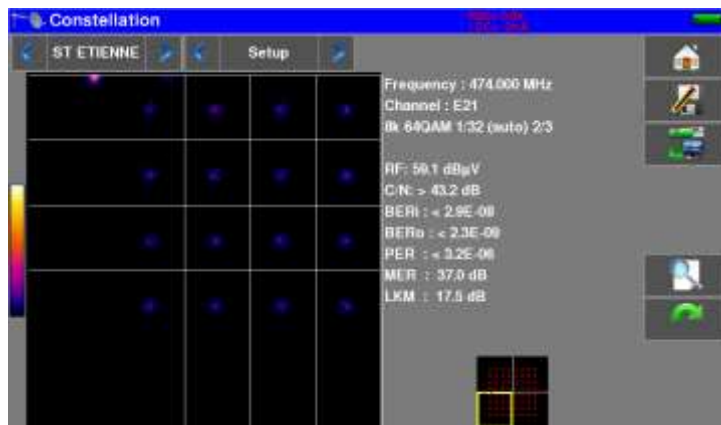 Constellation
ST ETIENNE
Setup
Frequency : 474.000 MHz
Channel : E21
8k 64QAM 1/32 (auto) 2/3
RF: 59.1 dBµV
C/N: > 43.2 dB
BERi : < 2.9E-08
BERo : < 2.3E-09
PER : < 3.2E-06
MER : 37.0 dB
LKM : 17.5 dB